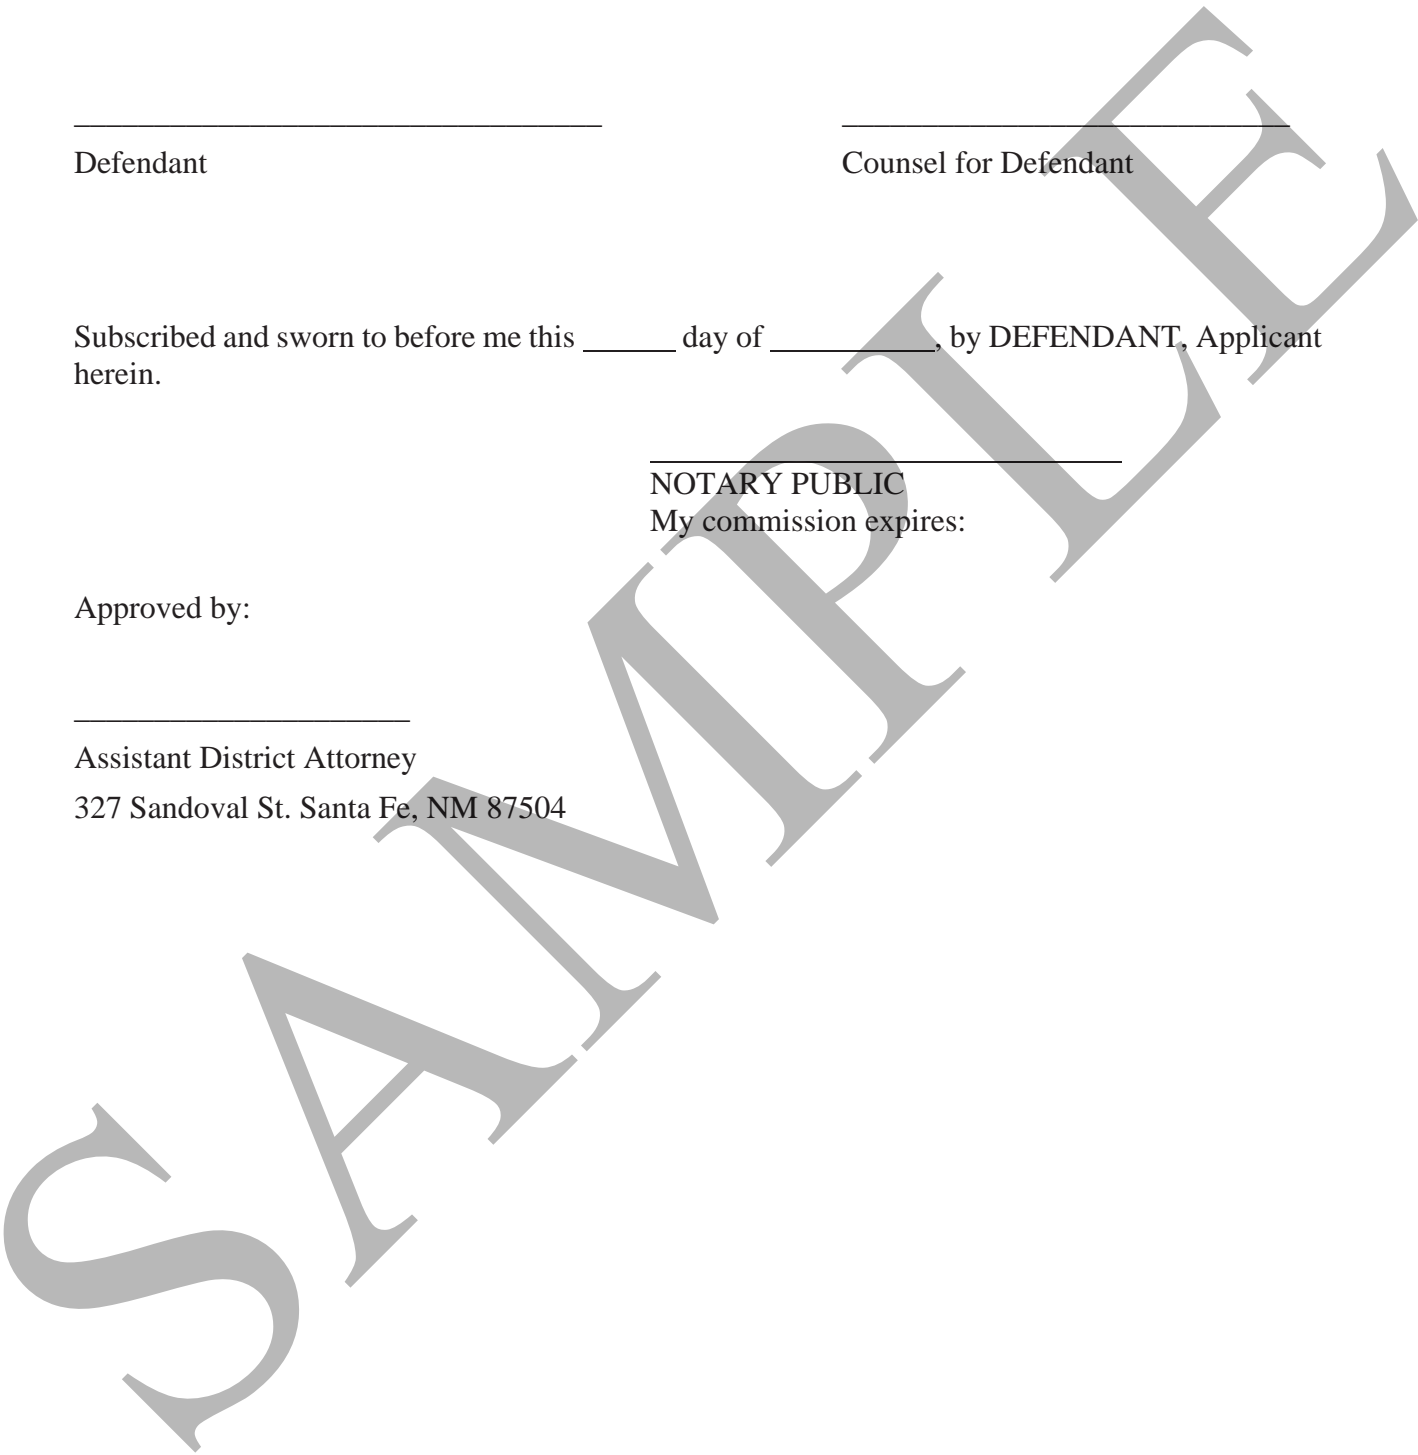 Defendant
Counsel for Defendant
Subscribed and sworn to before me this ______ day of __________, by DEFENDANT, Applicant
herein.
NOTARY PUBLIC
My commission expires:
Approved by:
Assistant District Attorney
327 Sandoval St. Santa Fe, NM 87504
SAMPLE